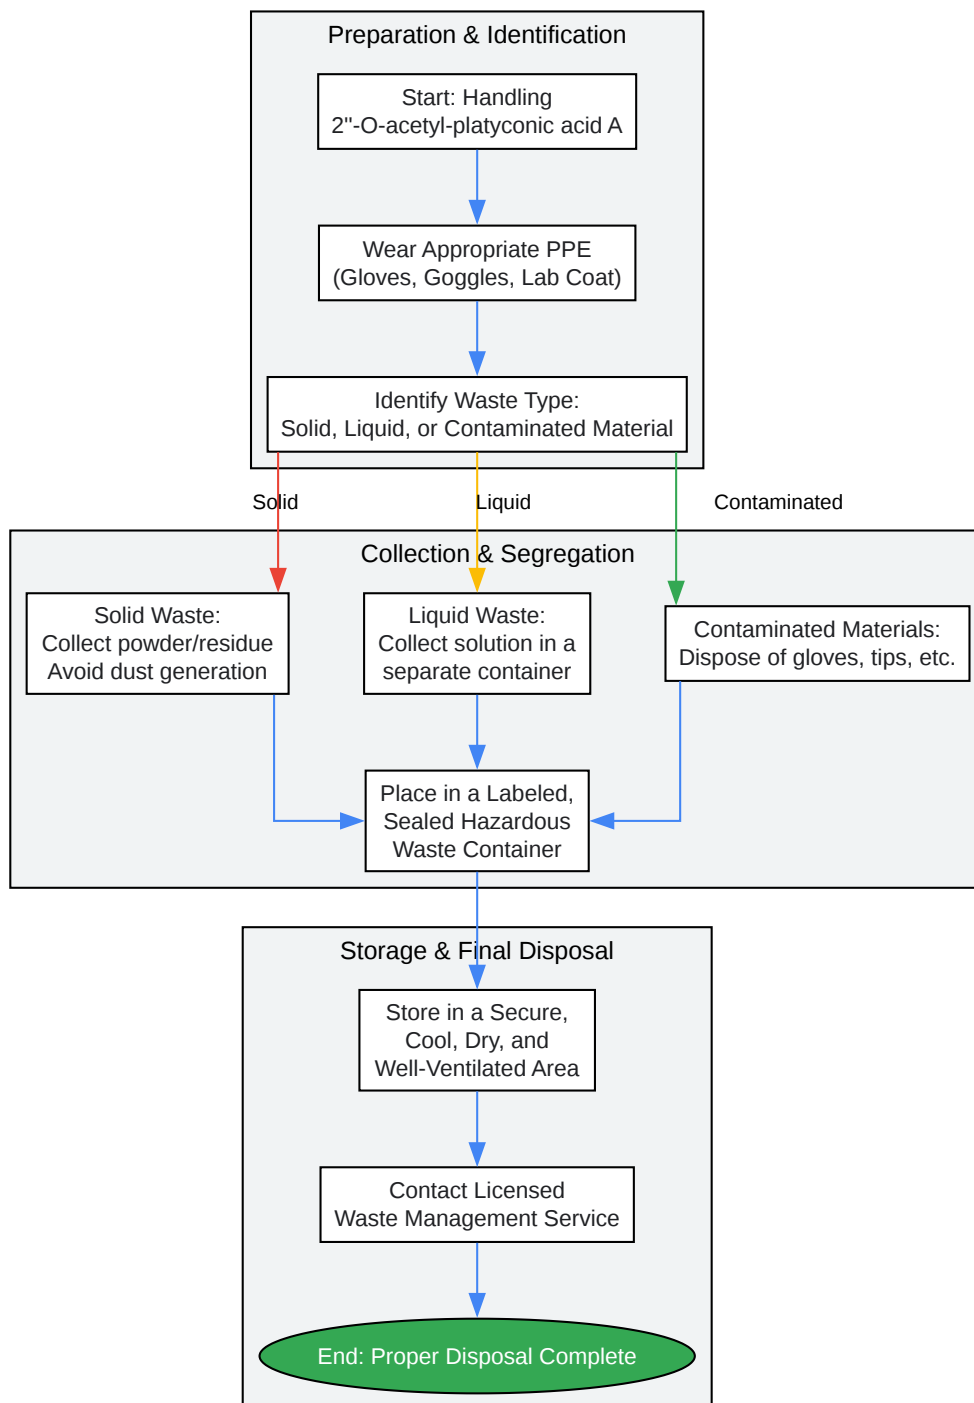 Preparation & Identification
Start: Handling
2"-O-acetyl-platyconic acid A
Wear Appropriate PPE
(Gloves, Goggles, Lab Coat)
Identify Waste Type:
Solid, Liquid, or Contaminated Material
Solid
Liquid
Contaminated
Collection & Segregation
Solid Waste:
Collect powder/residue
Avoid dust generation
Liquid Waste:
Collect solution in a
separate container
Contaminated Materials:
Dispose of gloves, tips, etc.
Place in a Labeled,
Sealed Hazardous
Waste Container
Storage & Final Disposal
Store in a Secure,
Cool, Dry, and
Well-Ventilated Area
Contact Licensed
Waste Management Service
End: Proper Disposal Complete